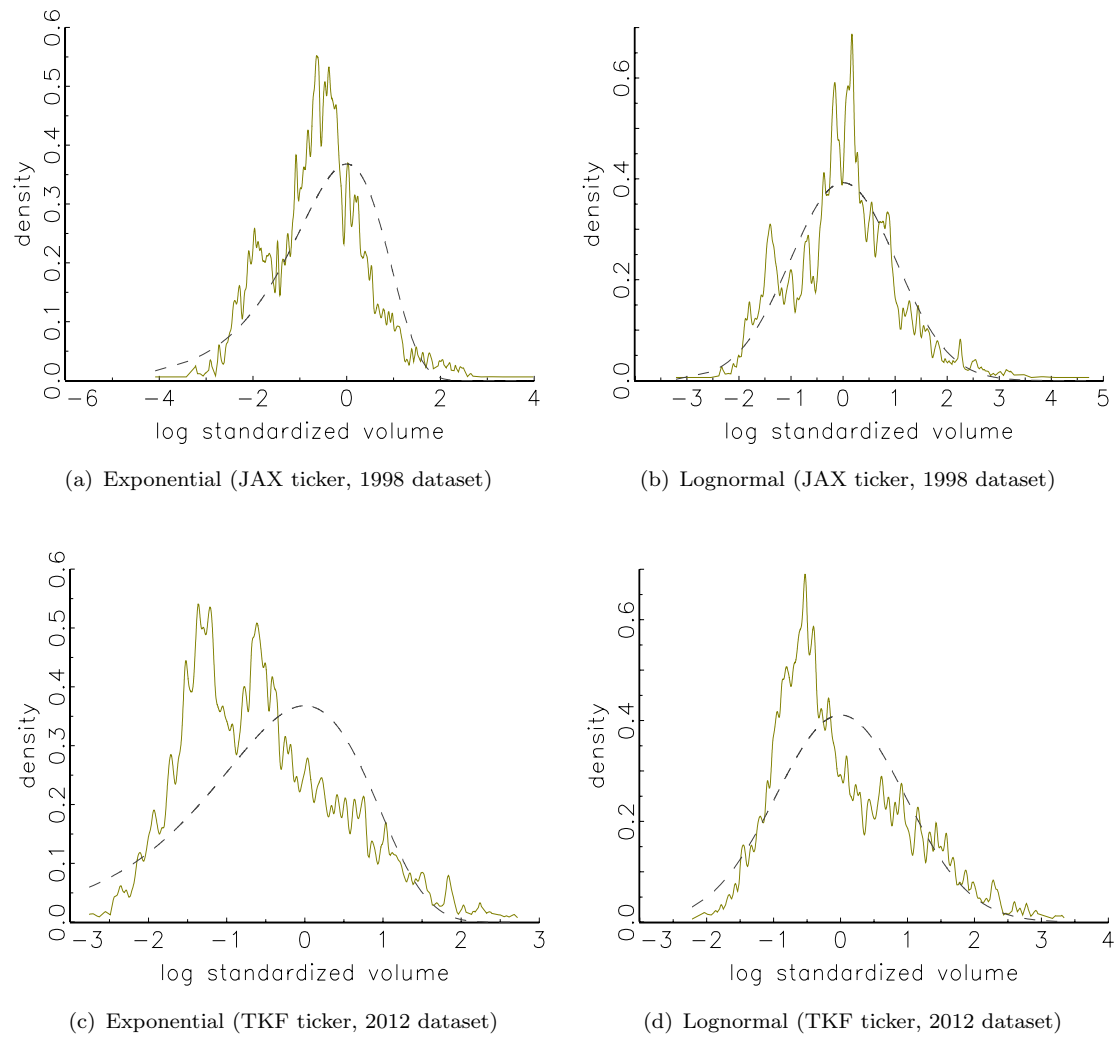 density
0.0 0.1 0.2 0.3 0.4 0.5 0.6
−6 −4 −2 0 2 4
log standardized volume
(a) Exponential (JAX ticker, 1998 dataset)
density
0.0 0.2 0.4 0.6
−3 −2 −1 0 1 2 3 4 5
log standardized volume
(b) Lognormal (JAX ticker, 1998 dataset)
density
0.0 0.1 0.2 0.3 0.4 0.5 0.6
−3 −2 −1 0 1 2 3
log standardized volume
(c) Exponential (TKF ticker, 2012 dataset)
density
0.0 0.2 0.4 0.6
−3 −2 −1 0 1 2 3 4
log standardized volume
(d) Lognormal (TKF ticker, 2012 dataset)